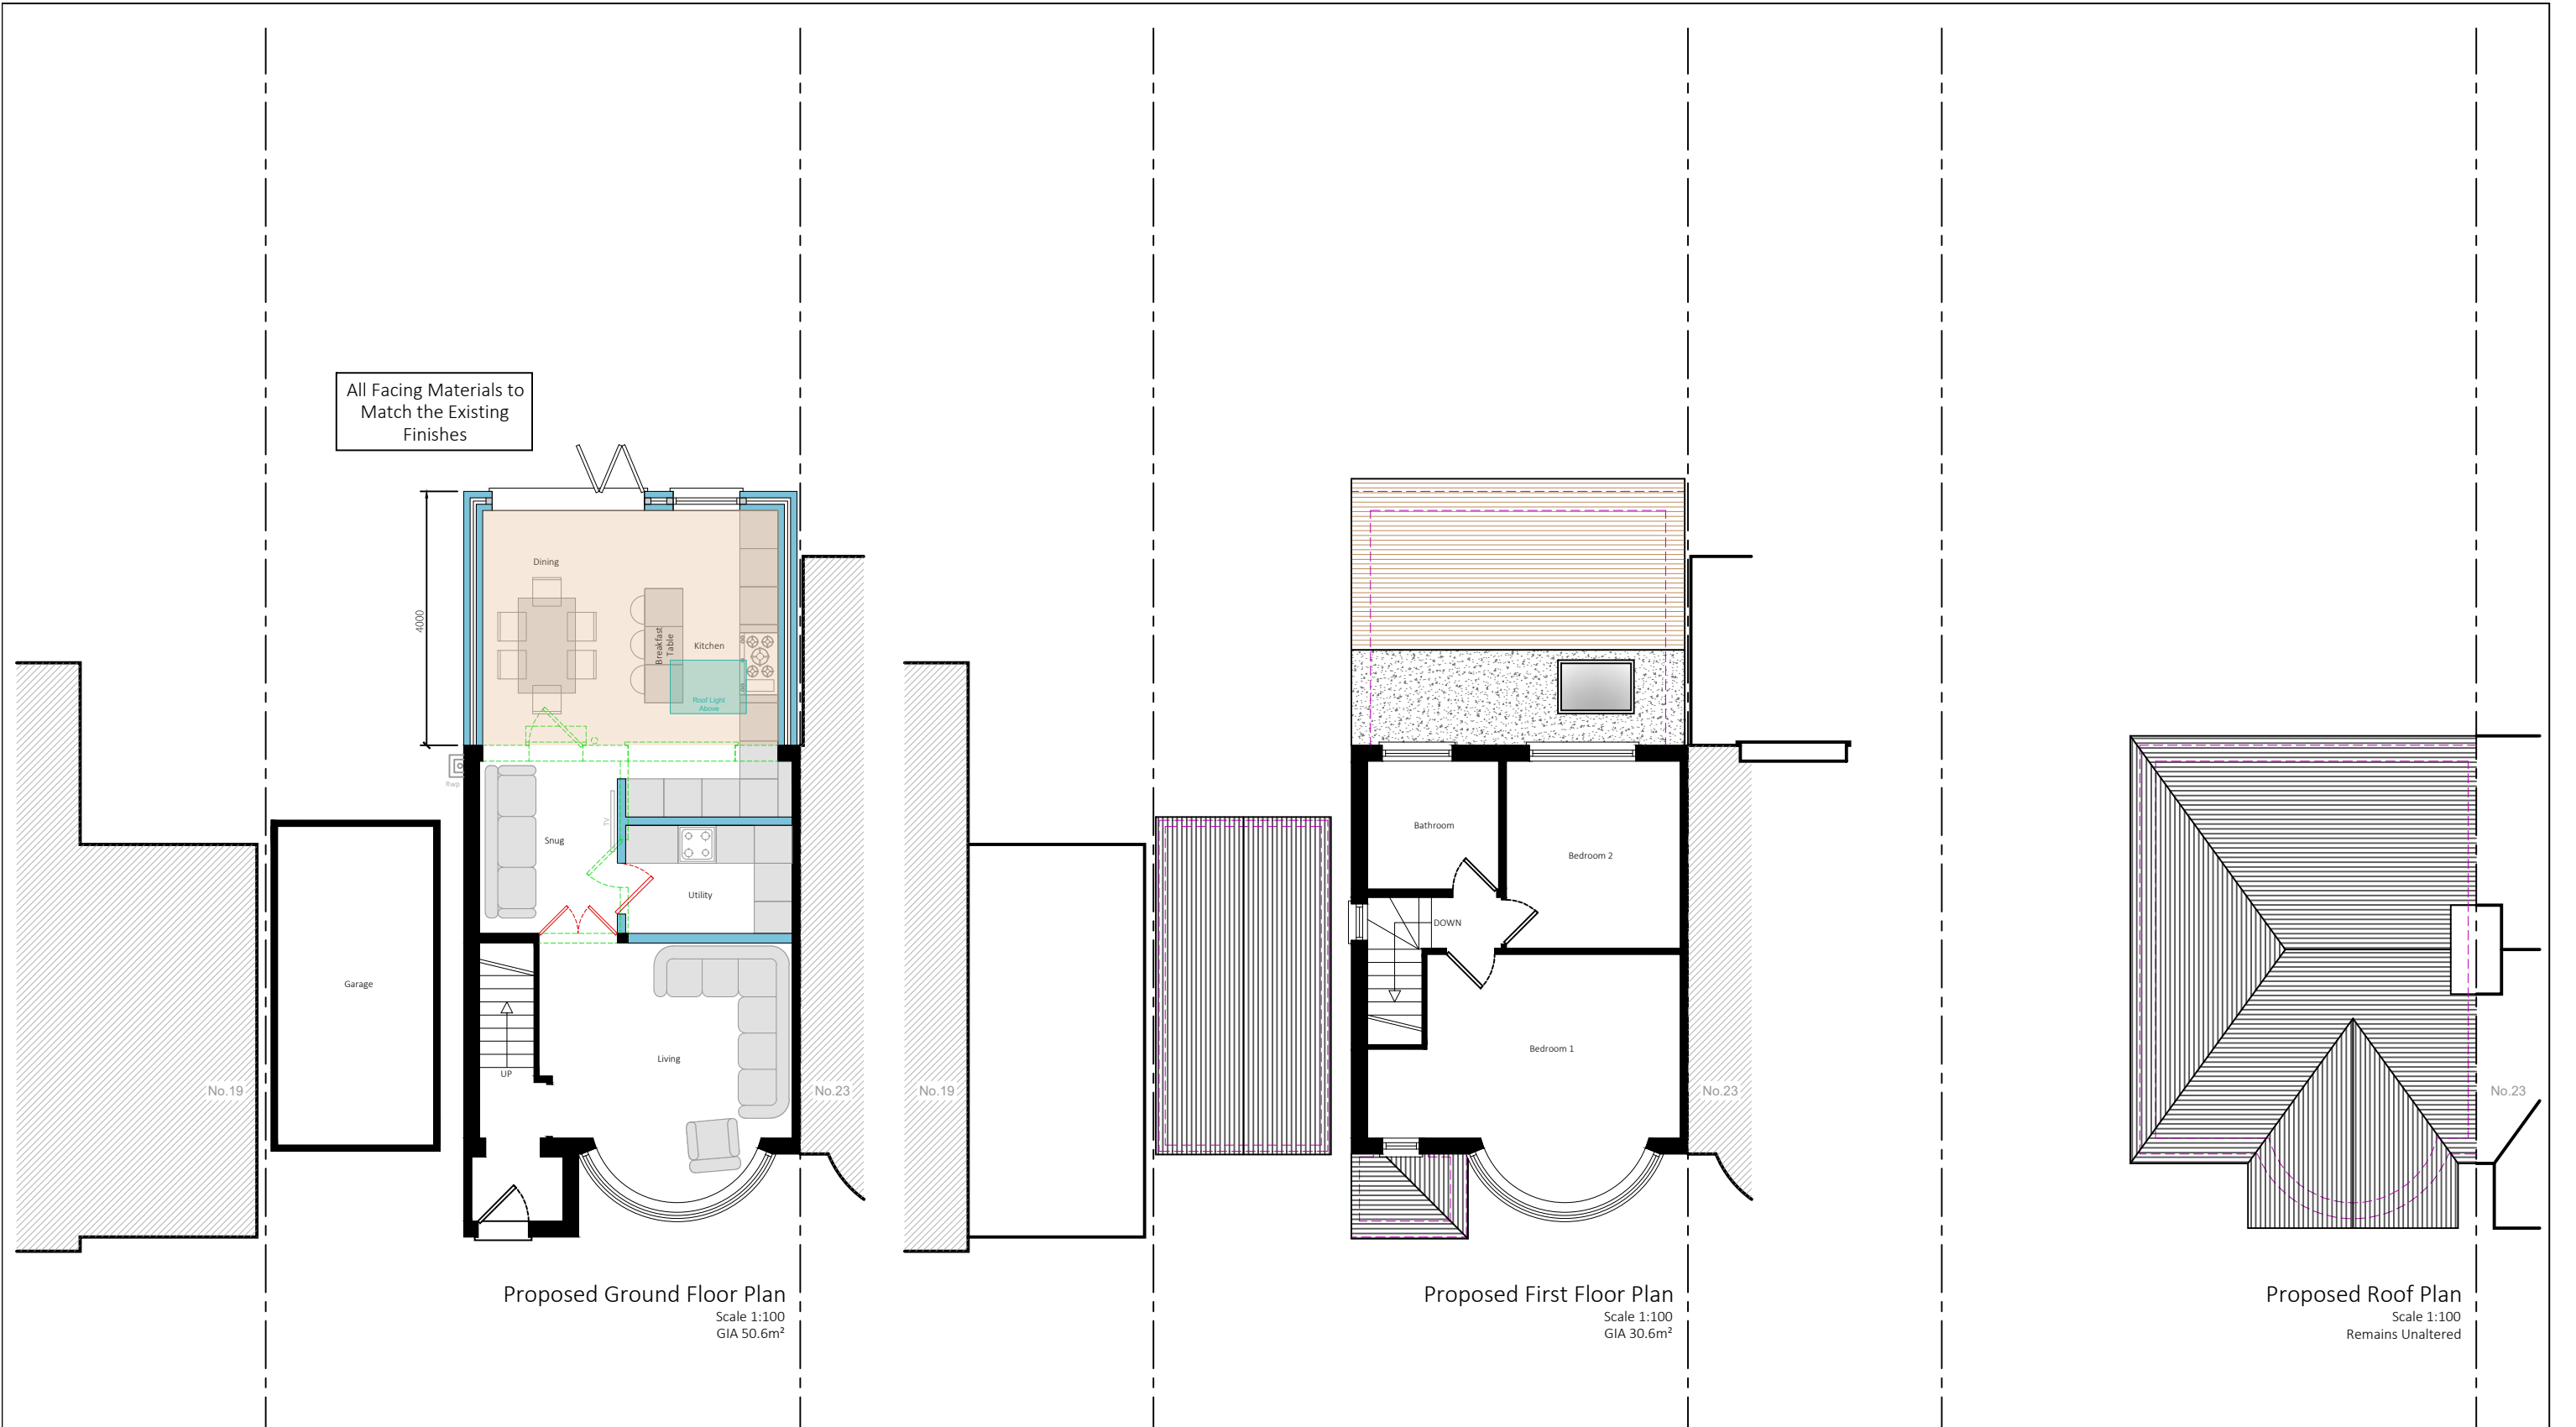 All Facing Materials to
Match the Existing
Finishes
4000
Dining
Breakfast
Table
Kitchen
Roof Light
Above
Rwp
TV
Snug
Utility
Garage
Living
UP
No.19
No.23
Proposed Ground Floor Plan
Scale 1:100
GIA 50.6m²
Bathroom
Bedroom 2
DOWN
Bedroom 1
No.19
No.23
Proposed First Floor Plan
Scale 1:100
GIA 30.6m²
No.23
Proposed Roof Plan
Scale 1:100
Remains Unaltered